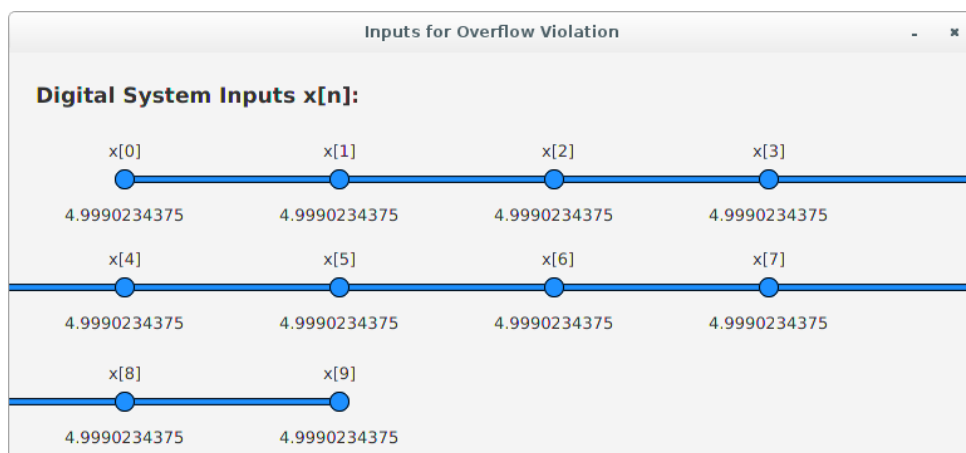 Inputs for Overflow Violation
Digital System Inputs x[n]:
x[0] x[1] x[2] x[3]
4.9990234375 4.9990234375 4.9990234375 4.9990234375
x[4] x[5] x[6] x[7]
4.9990234375 4.9990234375 4.9990234375 4.9990234375
x[8] x[9]
4.9990234375 4.9990234375